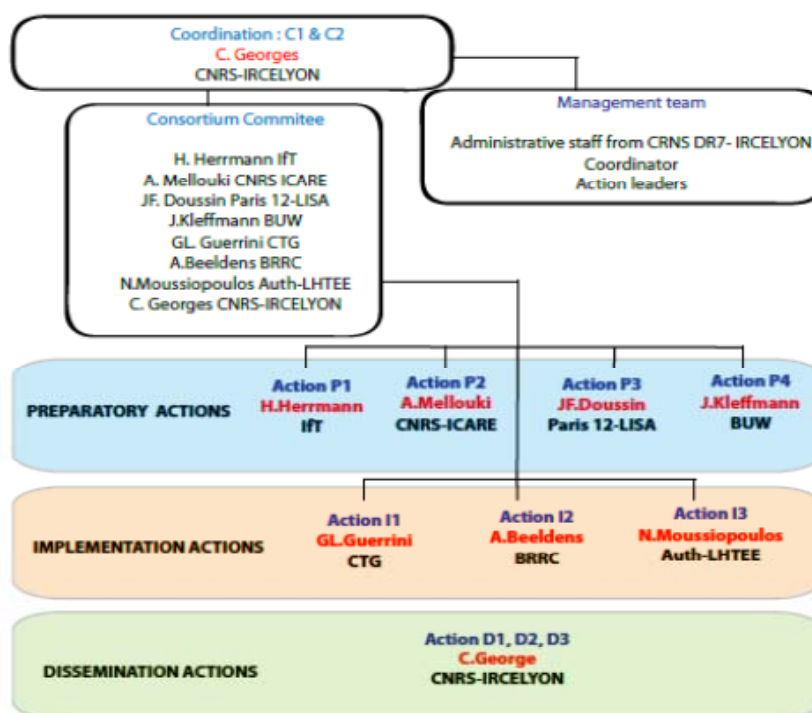 Coordination : C1 & C2
C. Georges
CNRS-IRCELYON
Management team
Administrative staff from CRNS DR7- IRCELYON
Coordinator
Action leaders
Consortium Commitee
H. Herrmann IfT
A. Mellouki CNRS ICARE
JF. Doussin Paris 12-LISA
J.Kleffmann BUW
GL. Guerrini CTG
A.Beeldens BRRC
N.Moussiopoulos Auth-LHTEE
C. Georges CNRS-IRCELYON
PREPARATORY ACTIONS
Action P1
H.Herrmann
IfT
Action P2
A.Mellouki
CNRS-ICARE
Action P3
JF.Doussin
Paris 12-LISA
Action P4
J.Kleffmann
BUW
IMPLEMENTATION ACTIONS
Action I1
GL.Guerrini
CTG
Action I2
A.Beeldens
BRRC
Action I3
N.Moussiopoulos
Auth-LHTEE
DISSEMINATION ACTIONS
Action D1, D2, D3
C.George
CNRS-IRCELYON